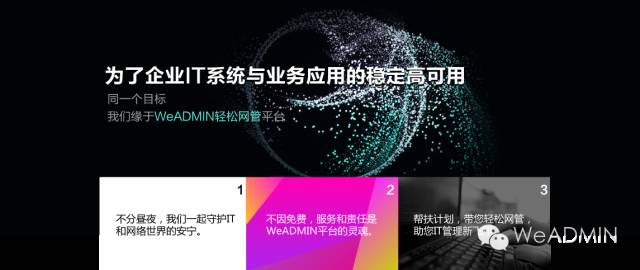 为了企业IT系统与业务应用的稳定高可用
同一个目标
我们缘于WeADMIN轻松网管平台
1
不分昼夜，我们一起守护IT
和网络世界的安宁。
2
不因免费，服务和责任是
WeADMIN平台的灵魂。
3
帮扶计划，带您轻松网管，
助您IT管理新
WeADMIN